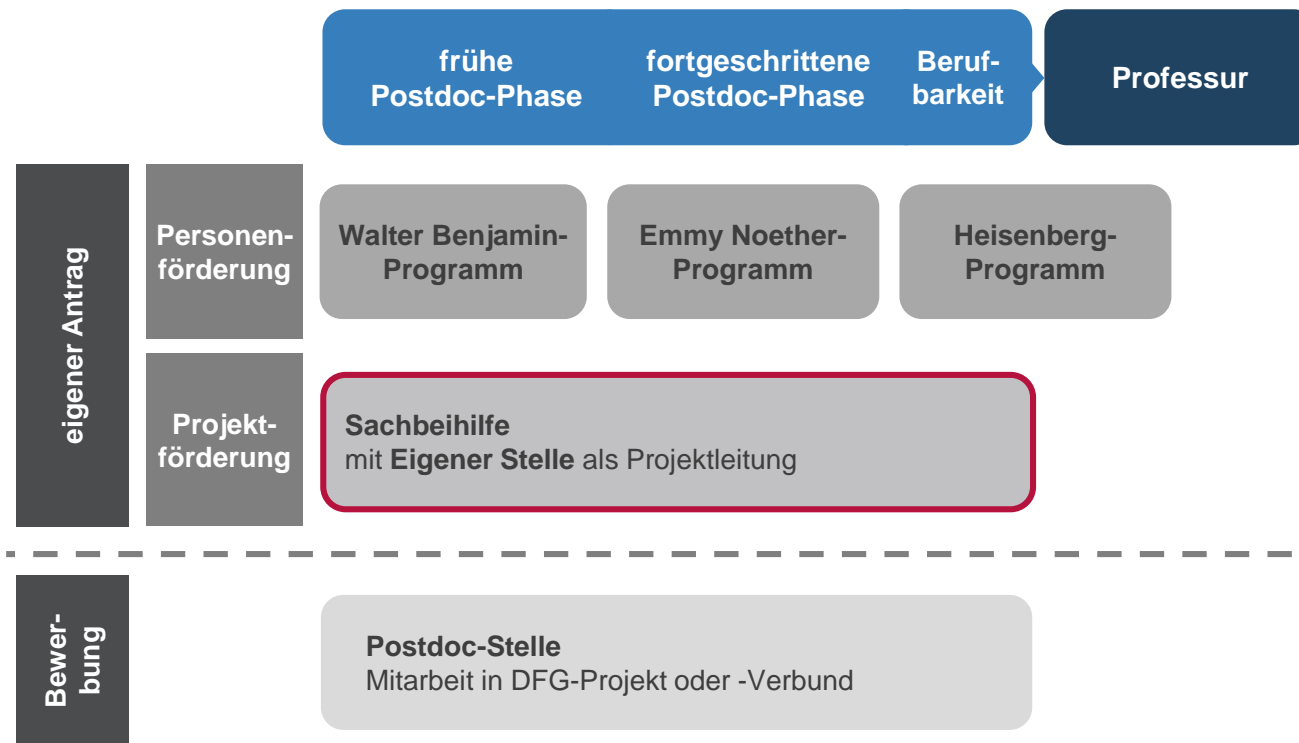 frühe
Postdoc-Phase
fortgeschrittene
Postdoc-Phase
Beruf-
barkeit
Professur
eigener Antrag
Personen-
förderung
Walter Benjamin-
Programm
Emmy Noether-
Programm
Heisenberg-
Programm
Projekt-
förderung
Sachbeihilfe
mit Eigener Stelle als Projektleitung
Bewer-
bung
Postdoc-Stelle
Mitarbeit in DFG-Projekt oder -Verbund